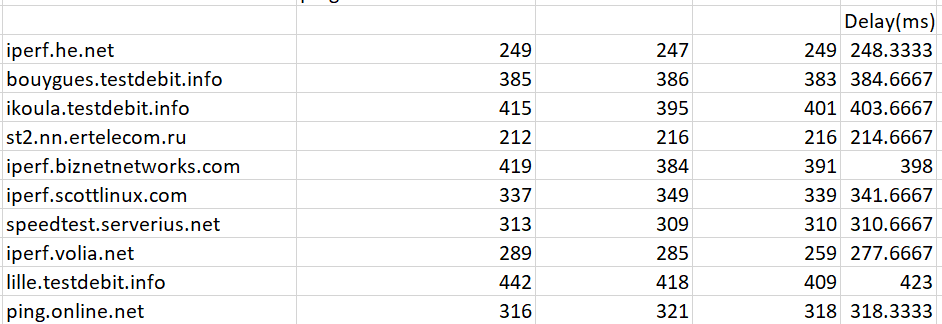 Delay(ms)
iperf.he.net 249 247 249 248.3333
bouygues.testdebit.info 385 386 383 384.6667
ikoula.testdebit.info 415 395 401 403.6667
st2.nn.ertelecom.ru 212 216 216 214.6667
iperf.biznetnetworks.com 419 384 391 398
iperf.scottlinux.com 337 349 339 341.6667
speedtest.serverius.net 313 309 310 310.6667
iperf.volia.net 289 285 259 277.6667
lille.testdebit.info 442 418 409 423
ping.online.net 316 321 318 318.3333